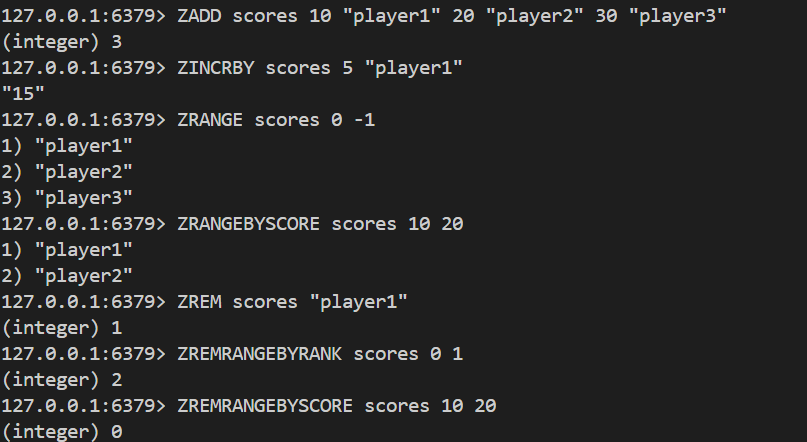 127.0.0.1:6379> ZADD scores 10 "player1" 20 "player2" 30 "player3"
(integer) 3
127.0.0.1:6379> ZINCRBY scores 5 "player1"
"15"
127.0.0.1:6379> ZRANGE scores 0 -1
1) "player1"
2) "player2"
3) "player3"
127.0.0.1:6379> ZRANGEBYSCORE scores 10 20
1) "player1"
2) "player2"
127.0.0.1:6379> ZREM scores "player1"
(integer) 1
127.0.0.1:6379> ZREMRANGEBYRANK scores 0 1
(integer) 2
127.0.0.1:6379> ZREMRANGEBYSCORE scores 10 20
(integer) 0